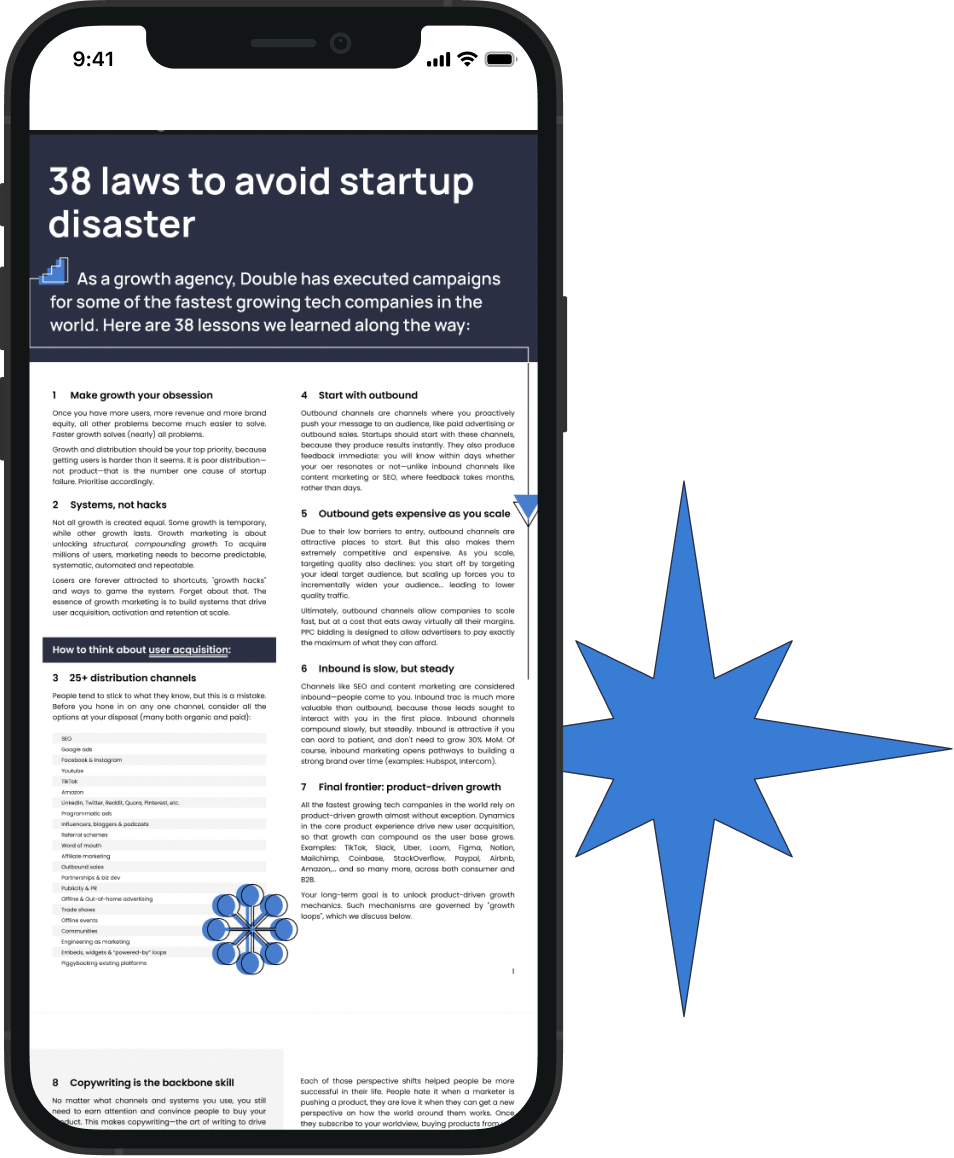 9:41
38 laws to avoid startup
disaster
As a growth agency, Double has executed campaigns
for some of the fastest growing tech companies in the
world. Here are 38 lessons we learned along the way:
1 Make growth your obsession
Once you have more users, more revenue and more brand
equity, all other problems become much easier to solve.
Faster growth solves (nearly) all problems.
Growth and distribution should be your top priority, because
getting users is harder than it seems. It is poor distribution—
not product—that is the number one cause of startup
failure. Prioritise accordingly.
2 Systems, not hacks
Not all growth is created equal. Some growth is temporary,
while other growth lasts. Growth marketing is about
unlocking structural, compounding growth. To acquire
millions of users, marketing needs to become predictable,
systematic, automated and repeatable.
Losers are forever attracted to shortcuts, "growth hacks"
and ways to game the system. Forget about that. The
essence of growth marketing is to build systems that drive
user acquisition, activation and retention at scale.
How to think about user acquisition:
3 25+ distribution channels
People tend to stick to what they know, but this is a mistake.
Before you hone in on any one channel, consider all the
options at your disposal (many both organic and paid):
SEO
Google ads
Facebook & Instagram
Youtube
TikTok
Amazon
LinkedIn, Twitter, Reddit, Quora, Pinterest, etc.
Programmatic ads
Influencers, bloggers & podcasts
Referral schemes
Word of mouth
Affiliate marketing
Outbound sales
Partnerships & biz dev
Publicity & PR
Offline & Out-of-home advertising
Trade shows
Offline events
Communities
Engineering as marketing
Embeds, widgets & "powered-by" loops
Piggybacking existing platforms
4 Start with outbound
Outbound channels are channels where you proactively
push your message to an audience, like paid advertising or
outbound sales. Startups should start with these channels,
because they produce results instantly. They also produce
feedback immediate: you will know within days whether
your oer resonates or not—unlike inbound channels like
content marketing or SEO, where feedback takes months,
rather than days.
5 Outbound gets expensive as you scale
Due to their low barriers to entry, outbound channels are
attractive places to start. But this also makes them
extremely competitive and expensive. As you scale,
targeting quality also declines: you start off by targeting
your ideal target audience, but scaling up forces you to
incrementally widen your audience... leading to lower
quality traffic.
Ultimately, outbound channels allow companies to scale
fast, but at a cost that eats away virtually all their margins.
PPC bidding is designed to allow advertisers to pay exactly
the maximum of what they can afford.
6 Inbound is slow, but steady
Channels like SEO and content marketing are considered
inbound—people come to you. Inbound trac is much more
valuable than outbound, because those leads sought to
interact with you in the first place. Inbound channels
compound slowly, but steadily. Inbound is attractive if you
can aord to patient, and don't need to grow 30% MoM. Of
course, inbound marketing opens pathways to building a
strong brand over time (examples: Hubspot, Intercom).
7 Final frontier: product-driven growth
All the fastest growing tech companies in the world rely on
product-driven growth almost without exception. Dynamics
in the core product experience drive new user acquisition,
so that growth can compound as the user base grows.
Examples: TikTok, Slack, Uber, Loom, Figma, Notion,
Mailchimp, Coinbase, StackOverflow, Paypal, Airbnb,
Amazon,... and so many more, across both consumer and
B2B.
Your long-term goal is to unlock product-driven growth
mechanics. Such mechanisms are governed by "growth
loops", which we discuss below.
1
8 Copywriting is the backbone skill
No matter what channels and systems you use, you still
need to earn attention and convince people to buy your
product. This makes copywriting—the art of writing to drive
Each of those perspective shifts helped people be more
successful in their life. People hate it when a marketer is
pushing a product, they are love it when they can get a new
perspective on how the world around them works. Once
they subscribe to your worldview, buying products from